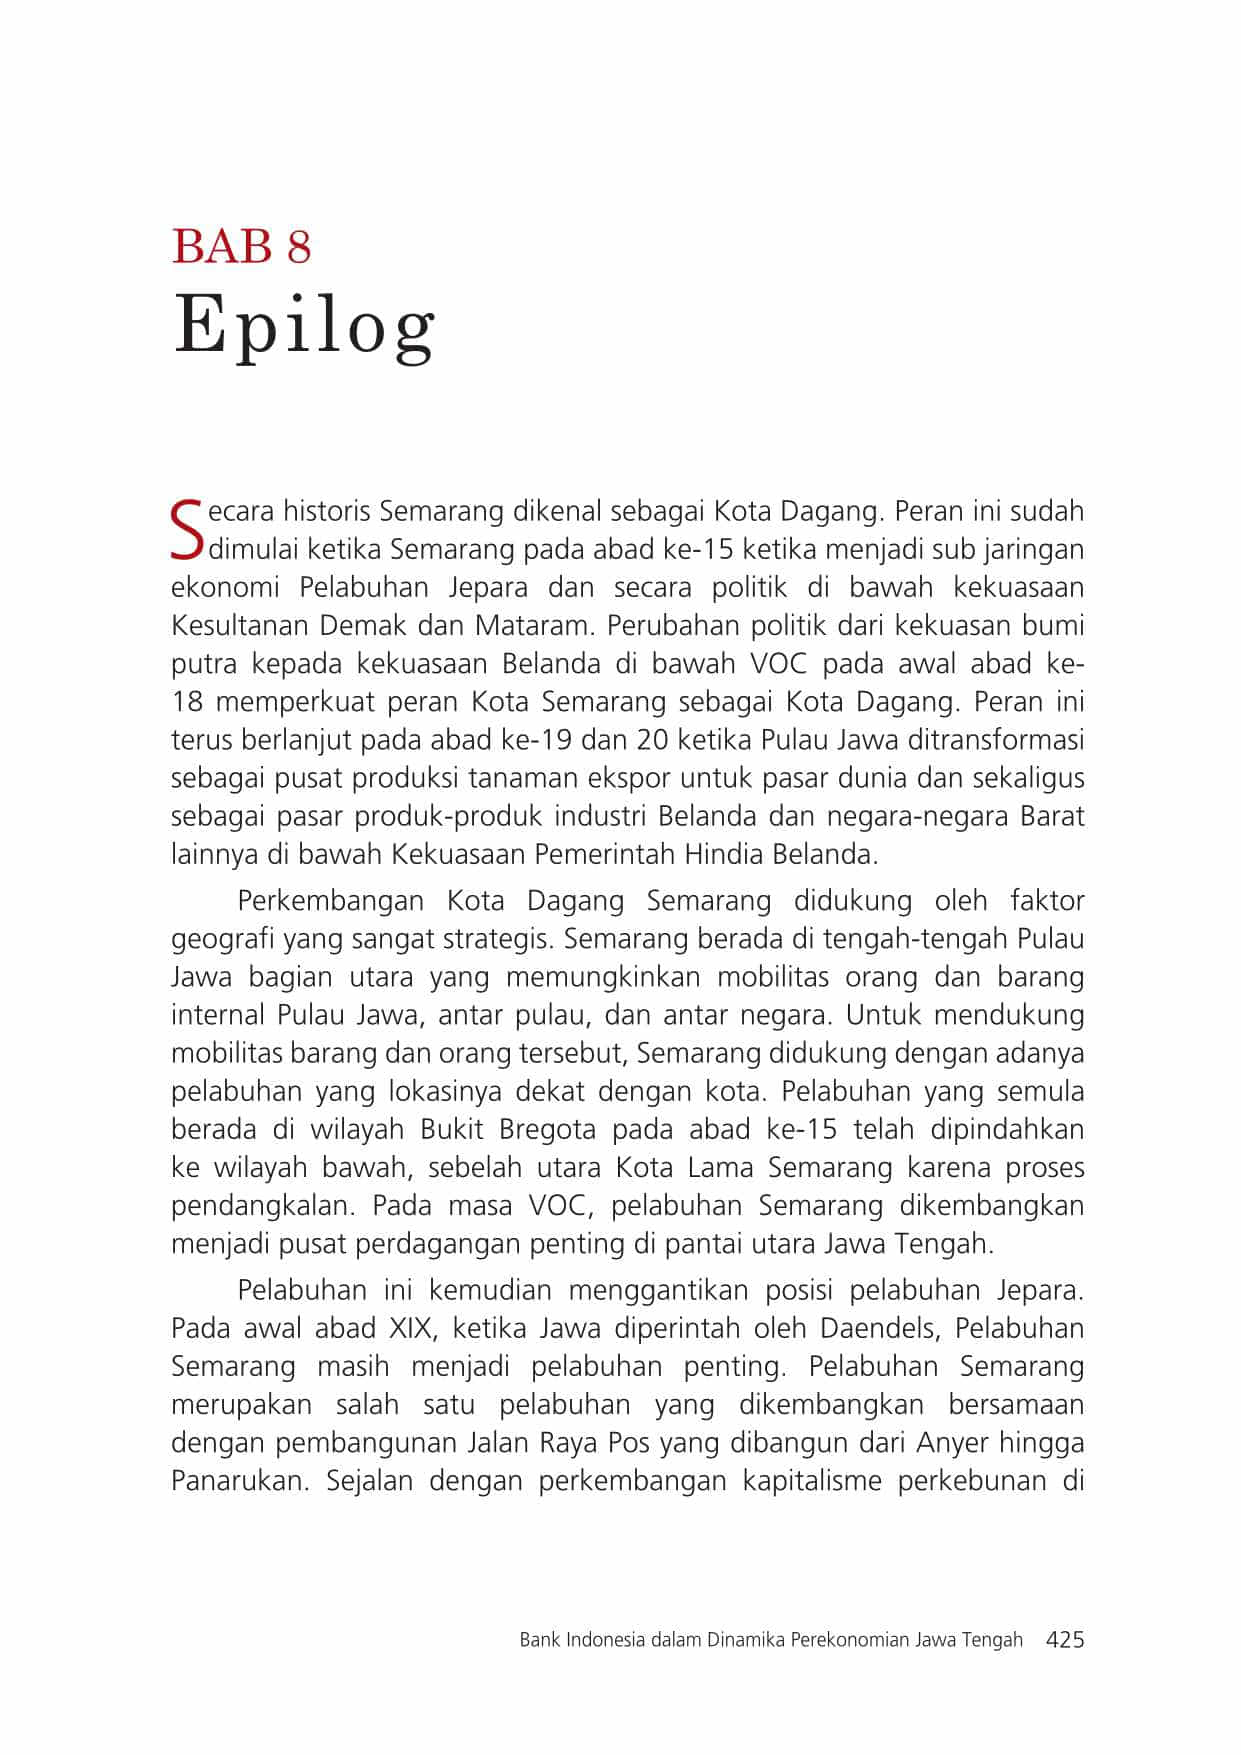 BAB 8
Epilog
Secara historis Semarang dikenal sebagai Kota Dagang. Peran ini sudah
dimulai ketika Semarang pada abad ke-15 ketika menjadi sub jaringan
ekonomi Pelabuhan Jepara dan secara politik di bawah kekuasaan
Kesultanan Demak dan Mataram. Perubahan politik dari kekuasan bumi
putra kepada kekuasaan Belanda di bawah VOC pada awal abad ke-
18 memperkuat peran Kota Semarang sebagai Kota Dagang. Peran ini
terus berlanjut pada abad ke-19 dan 20 ketika Pulau Jawa ditransformasi
sebagai pusat produksi tanaman ekspor untuk pasar dunia dan sekaligus
sebagai pasar produk-produk industri Belanda dan negara-negara Barat
lainnya di bawah Kekuasaan Pemerintah Hindia Belanda.
Perkembangan Kota Dagang Semarang didukung oleh faktor
geografi yang sangat strategis. Semarang berada di tengah-tengah Pulau
Jawa bagian utara yang memungkinkan mobilitas orang dan barang
internal Pulau Jawa, antar pulau, dan antar negara. Untuk mendukung
mobilitas barang dan orang tersebut, Semarang didukung dengan adanya
pelabuhan yang lokasinya dekat dengan kota. Pelabuhan yang semula
berada di wilayah Bukit Bregota pada abad ke-15 telah dipindahkan
ke wilayah bawah, sebelah utara Kota Lama Semarang karena proses
pendangkalan. Pada masa VOC, pelabuhan Semarang dikembangkan
menjadi pusat perdagangan penting di pantai utara Jawa Tengah.
Pelabuhan ini kemudian menggantikan posisi pelabuhan Jepara.
Pada awal abad XIX, ketika Jawa diperintah oleh Daendels, Pelabuhan
Semarang masih menjadi pelabuhan penting. Pelabuhan Semarang
merupakan salah satu pelabuhan yang dikembangkan bersamaan
dengan pembangunan Jalan Raya Pos yang dibangun dari Anyer hingga
Panarukan. Sejalan dengan perkembangan kapitalisme perkebunan di
Bank Indonesia dalam Dinamika Perekonomian Jawa Tengah 425